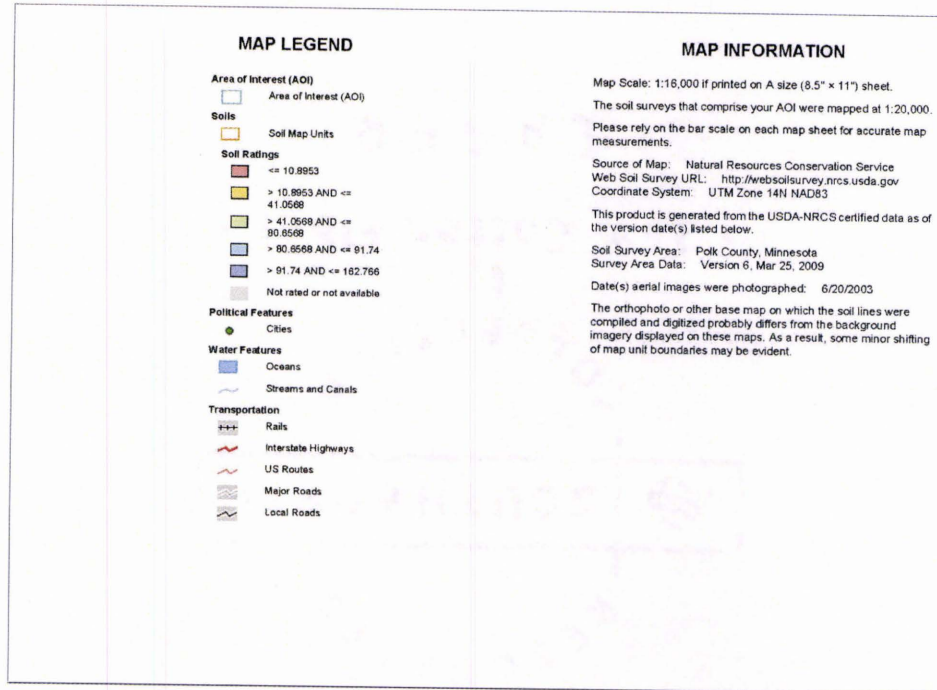 MAP LEGEND
Area of Interest (AOI)
Area of Interest (AOI)
Soils
Soil Map Units
Soil Ratings
<= 10.8953
> 10.8953 AND <=
41.0568
> 41.0568 AND <=
80.6568
> 80.6568 AND <= 91.74
> 91.74 AND <= 162.766
Not rated or not available
Political Features
Cities
Water Features
Oceans
Streams and Canals
Transportation
Rails
Interstate Highways
US Routes
Major Roads
Local Roads
MAP INFORMATION
Map Scale: 1:16,000 if printed on A size (8.5" × 11") sheet.
The soil surveys that comprise your AOI were mapped at 1:20,000.
Please rely on the bar scale on each map sheet for accurate map
measurements.
Source of Map: Natural Resources Conservation Service
Web Soil Survey URL: http://websoilsurvey.nrcs.usda.gov
Coordinate System: UTM Zone 14N NAD83
This product is generated from the USDA-NRCS certified data as of
the version date(s) listed below.
Soil Survey Area: Polk County, Minnesota
Survey Area Data: Version 6, Mar 25, 2009
Date(s) aerial images were photographed: 6/20/2003
The orthophoto or other base map on which the soil lines were
compiled and digitized probably differs from the background
imagery displayed on these maps. As a result, some minor shifting
of map unit boundaries may be evident.